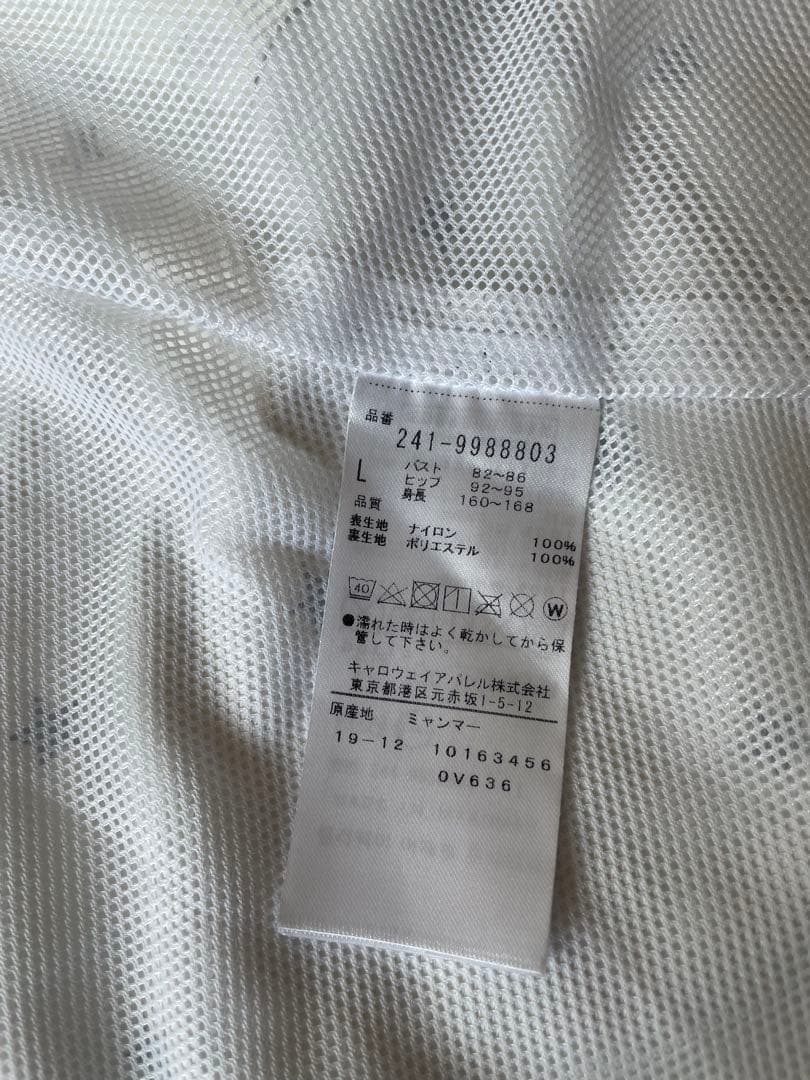 品番
241-9988803
L バスト 82~86
ヒップ 92~95
身長 160~168
品質
表生地 ナイロン 100%
裏生地 ポリエステル 100%
40 W
●濡れた時はよく乾かしてから保
管して下さい。
キャロウェイアパレル株式会社
東京都港区元赤坂1-5-12
原産地 ミャンマー
19-12 10163456
0V636